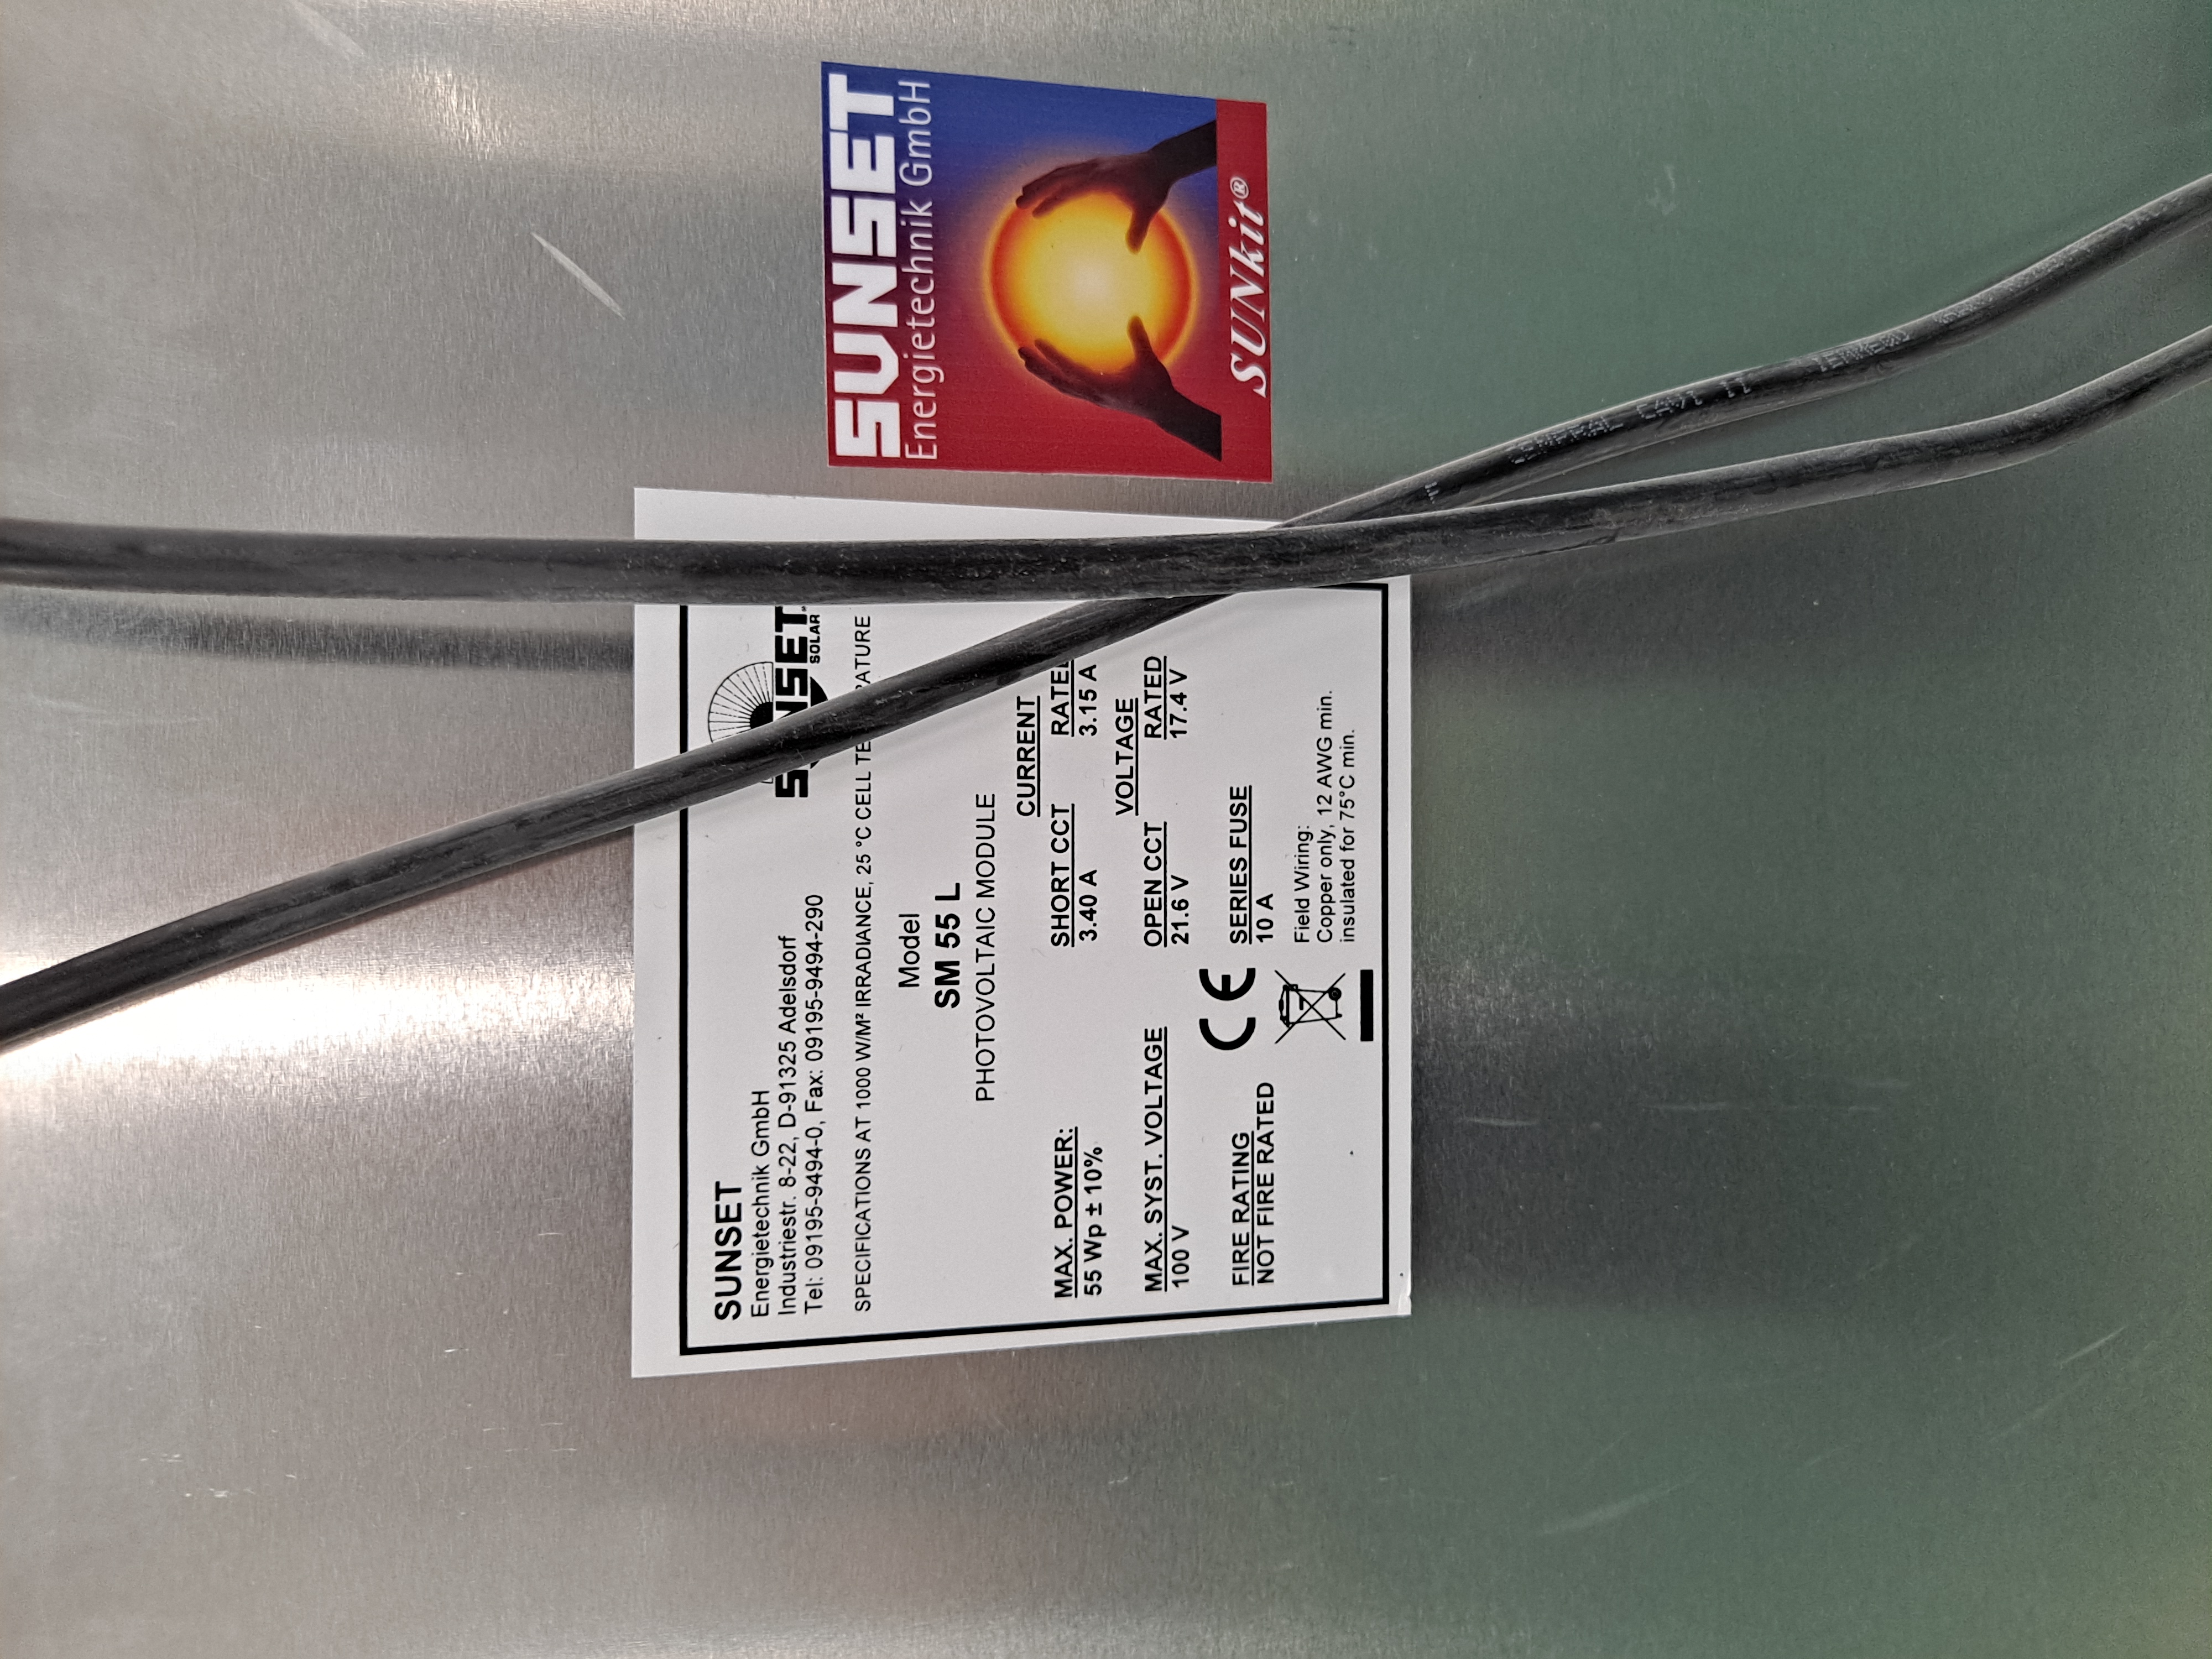 SUNSET
Energietechnik GmbH
SUNkit®
SUNSET
Energietechnik GmbH
Industriestr. 8-22, D-91325 Adelsdorf
Tel: 09195-9494-0, Fax: 09195-9494-290
SOLAR
SPECIFICATIONS AT 1000 W/M² IRRADIANCE, 25 °C CELL
Model
SM 55 L
PHOTOVOLTAIC MODULE
CURRENT
MAX. POWER: SHORT CCT
55 Wp ± 10% 3.40 A 3.15 A
VOLTAGE
MAX. SYST. VOLTAGE OPEN CCT RATED
100 V 21.6 V 17.4 V
FIRE RATING CE SERIES FUSE
NOT FIRE RATED 10 A
Field Wiring:
Copper only, 12 AWG min.
insulated for 75°C min.